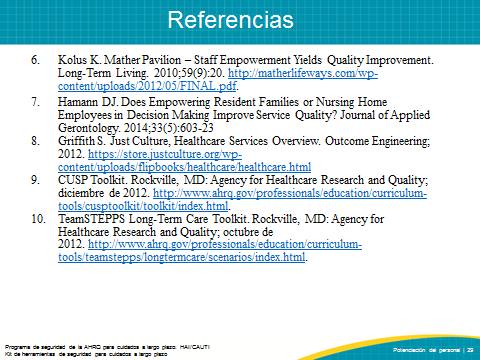 Referencias
6. Kolus K. Mather Pavilion – Staff Empowerment Yields Quality Improvement.
Long-Term Living. 2010;59(9):20. http://matherlifeways.com/wp-
content/uploads/2012/05/FINAL.pdf.
7. Hamann DJ. Does Empowering Resident Families or Nursing Home
Employees in Decision Making Improve Service Quality? Journal of Applied
Gerontology. 2014;33(5):603-23
8. Griffith S. Just Culture, Healthcare Services Overview. Outcome Engineering;
2012. https://store.justculture.org/wp-
content/uploads/flipbooks/healthcare/healthcare.html
9. CUSP Toolkit. Rockville, MD: Agency for Healthcare Research and Quality;
diciembre de 2012. http://www.ahrq.gov/professionals/education/curriculum-
tools/cusptoolkit/toolkit/index.html.
10. TeamSTEPPS Long-Term Care Toolkit. Rockville, MD: Agency for
Healthcare Research and Quality; octubre de
2012. http://www.ahrq.gov/professionals/education/curriculum-
tools/teamstepps/longtermcare/scenarios/index.html.
Programa de seguridad de la AHRQ para cuidados a largo plazo: HAI/CAUTI
Kit de herramientas de seguridad para cuidados a largo plazo
Potenciación del personal | 29